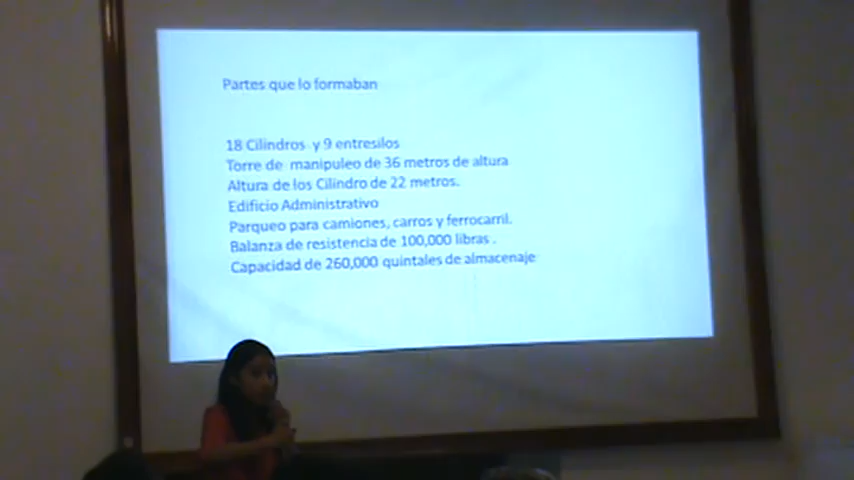 Partes que lo formaban
18 Cilindros y 9 entresilos
Torre de manipuleo de 36 metros de altura
Altura de los Cilindro de 22 metros.
Edificio Administrativo
Parqueo para camiones, carros y ferrocarril.
Balanza de resistencia de 100,000 libras .
Capacidad de 260,000 quintales de almacenaje